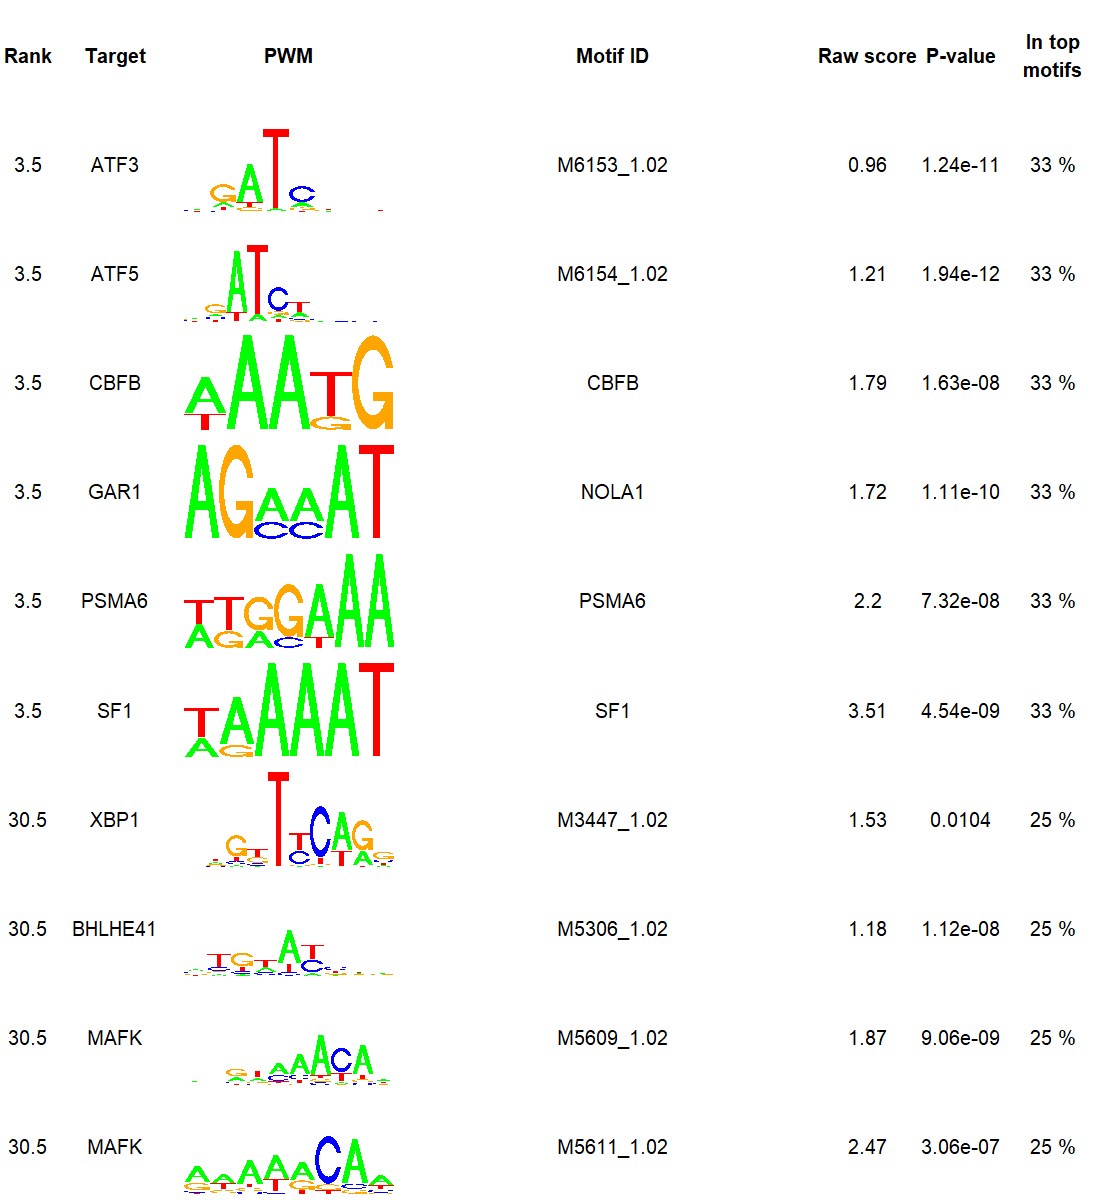 Rank Target PWM Motif ID Raw score P-value In top motifs
3.5 ATF3 M6153_1.02 0.96 1.24e-11 33 %
3.5 ATF5 M6154_1.02 1.21 1.94e-12 33 %
3.5 CBFB CBFB 1.79 1.63e-08 33 %
3.5 GAR1 NOLA1 1.72 1.11e-10 33 %
3.5 PSMA6 PSMA6 2.2 7.32e-08 33 %
3.5 SF1 SF1 3.51 4.54e-09 33 %
30.5 XBP1 M3447_1.02 1.53 0.0104 25 %
30.5 BHLHE41 M5306_1.02 1.18 1.12e-08 25 %
30.5 MAFK M5609_1.02 1.87 9.06e-09 25 %
30.5 MAFK M5611_1.02 2.47 3.06e-07 25 %